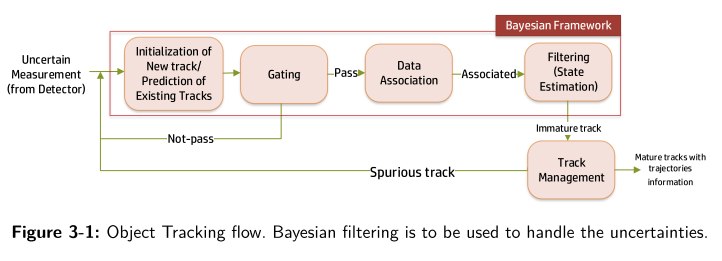 Bayesian Framework
Uncertain
Measurement
(from Detector)
Initialization of
New track/
Prediction of
Existing Tracks
Gating
Pass
Data
Association
Associated
Filtering
(State
Estimation)
Not-pass
Immature track
Spurious track
Track
Management
Mature tracks with
trajectories
information
Figure 3-1: Object Tracking flow. Bayesian filtering is to be used to handle the uncertainties.